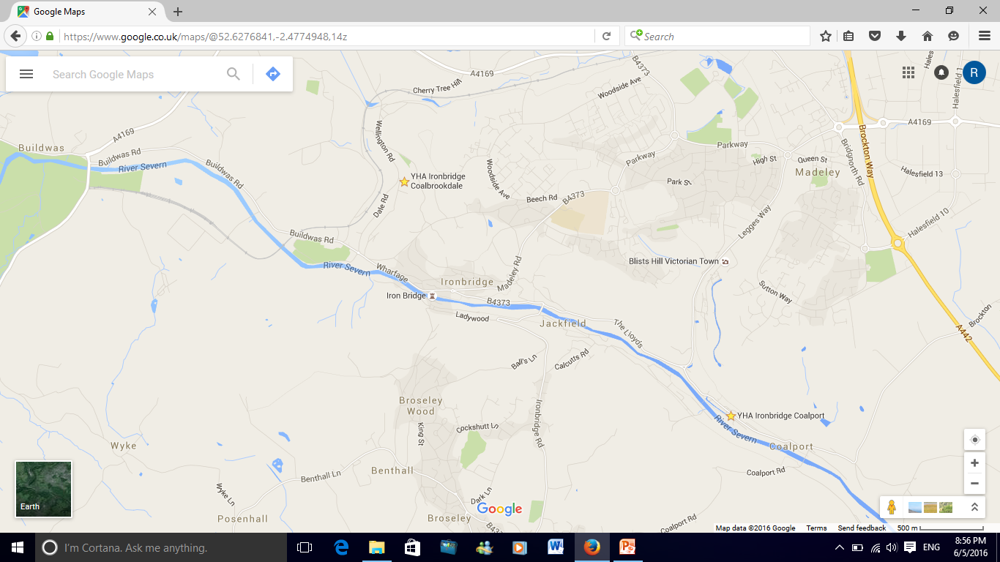 Google Maps
https://www.google.co.uk/maps/@52.6276841,-2.4774948,14z
Search
Search Google Maps
R
A4169
B4373
Hales
Halesfield 1
Cherry Tree Hill
Woodside Ave
A4169
A4169
Wellington Rd
Brockton Way
Buildwas
Buildwas Rd
River Severn
Buildwas Rd
Parkway
Parkway
High St
Queen St
Bridgnorth Rd
Madeley
Halesfield 13
YHA Ironbridge
Coalbrookdale
Woodside Ave
Park St
Dale Rd
Beech Rd
B4373
Legges Way
Halesfield 10
Buildwas Rd
River Severn
Wharfage
Ironbridge
Madeley Rd
Blists Hill Victorian Town
Sutton Way
Iron Bridge
B4373
Ladywood
Jackfield
The Lloyds
Brockton
A442
Ball's Ln
Calcutts Rd
Broseley
Wood
Ironbridge Rd
YHA Ironbridge Coalport
River Severn
King St
Cockshutt Ln
Wyke
Coalport
Benthall
Coalport Rd
Benthall Ln
Wyke Ln
Dark Ln
Earth
Google
Posenhall
Broseley
B4373
Coalport Rd
Map data ©2016 Google
Terms
Send feedback
500 m
I'm Cortana. Ask me anything.
ENG
8:56 PM
6/5/2016